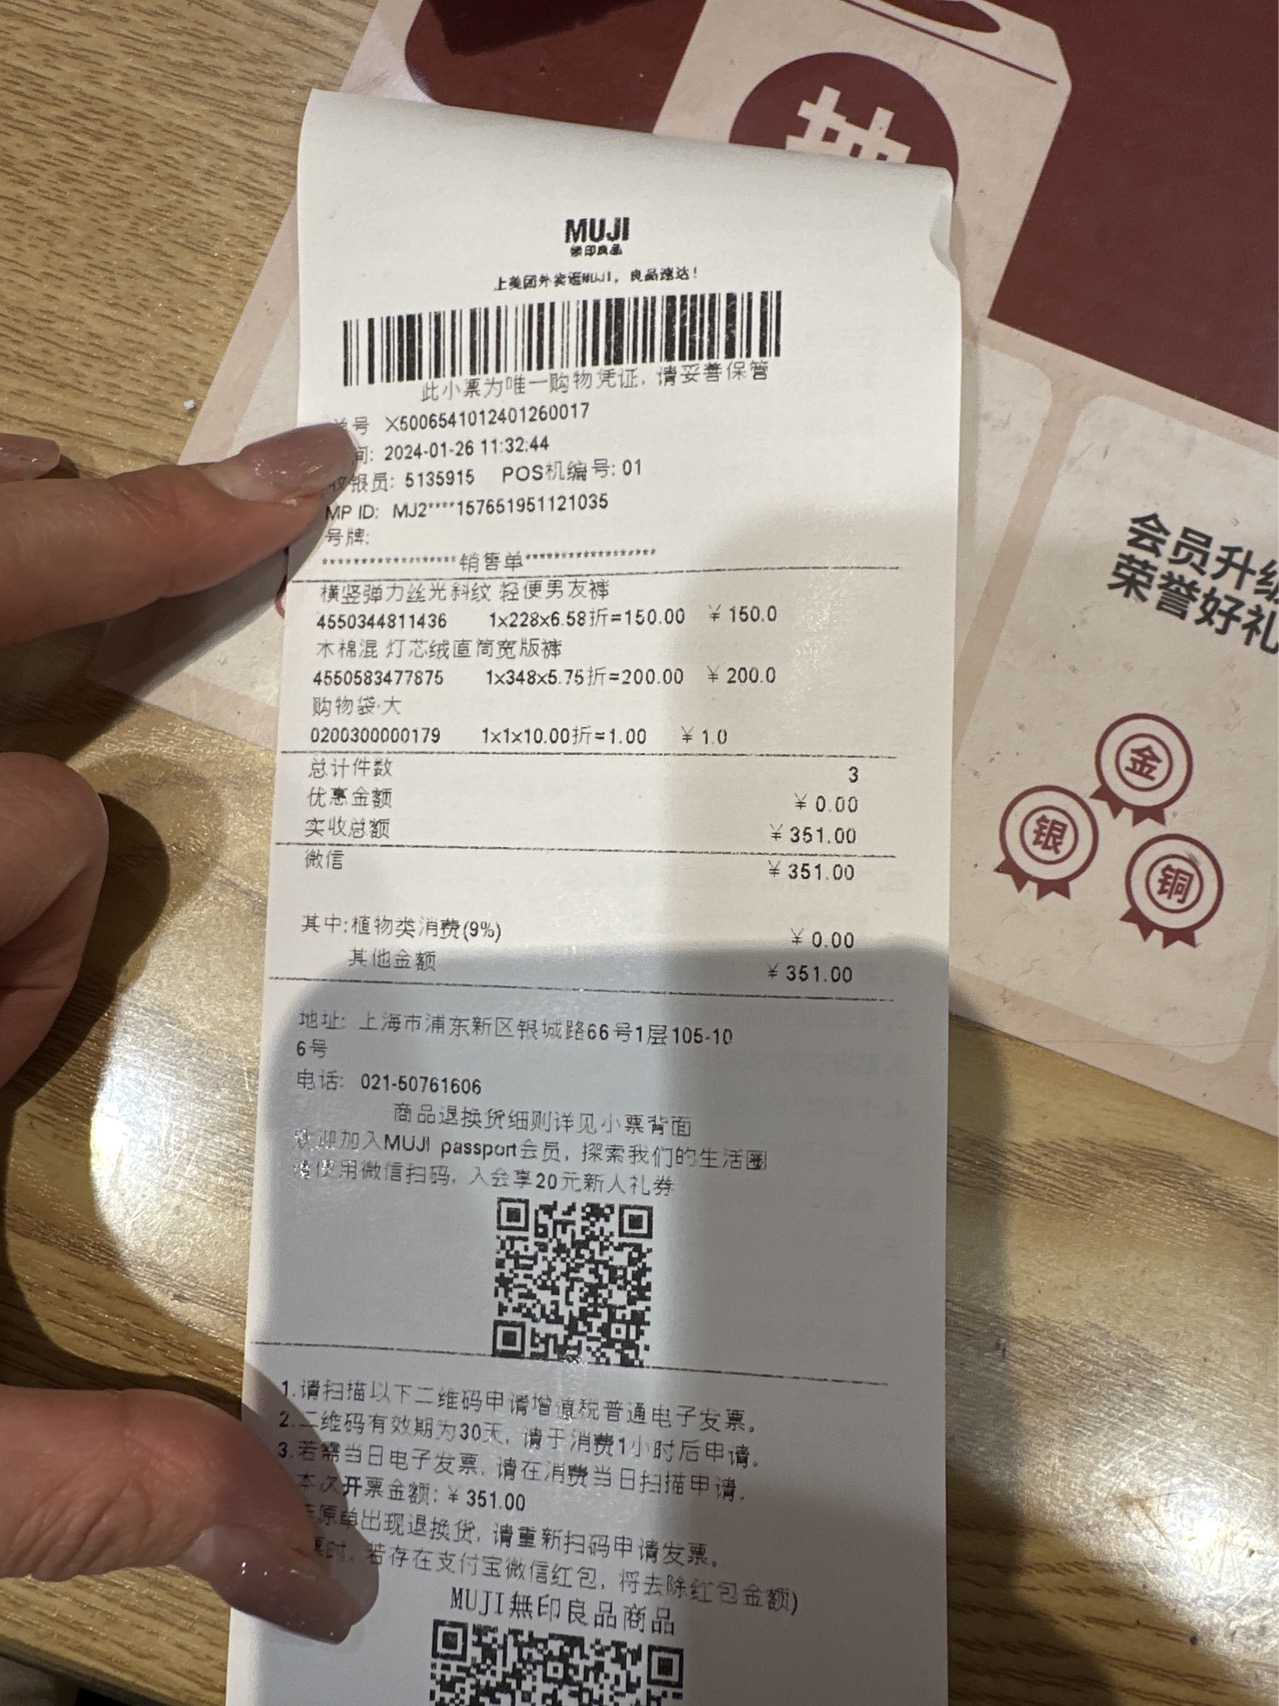 MUJI
無印良品
上美团外卖逛MUJI，良品速达！
此小票为唯一购物凭证, 请妥善保管
单号 X5006541012401260017
间: 2024-01-26 11:32:44
收银员: 5135915 POS机编号: 01
MP ID: MJ2****157651951121035
号牌:
********************销售单********************
横竖弹力丝光斜纹 轻便男友裤
4550344811436 1x228x6.58折=150.00 ￥150.0
木棉混 灯芯绒直筒宽版裤
4550583477875 1x348x5.75折=200.00 ￥200.0
购物袋·大
0200300000179 1x1x10.00折=1.00 ￥1.0
总计件数 3
优惠金额 ￥0.00
实收总额 ￥351.00
微信 ￥351.00
其中:植物类消费(9%) ￥0.00
其他金额 ￥351.00
地址: 上海市浦东新区银城路66号1层105-10
6号
电话: 021-50761606
商品退换货细则详见小票背面
欢迎加入MUJI passport会员, 探索我们的生活圈
请使用微信扫码, 入会享20元新人礼券
1.请扫描以下二维码申请增值税普通电子发票。
2.二维码有效期为30天, 请于消费1小时后申请。
3.若需当日电子发票, 请在消费当日扫描申请。
本次开票金额: ￥351.00
原单出现退换货, 请重新扫码申请发票。
票时, 若存在支付宝微信红包, 将去除红包金额)
MUJI無印良品商品
会员升级
荣誉好礼
金
银
铜